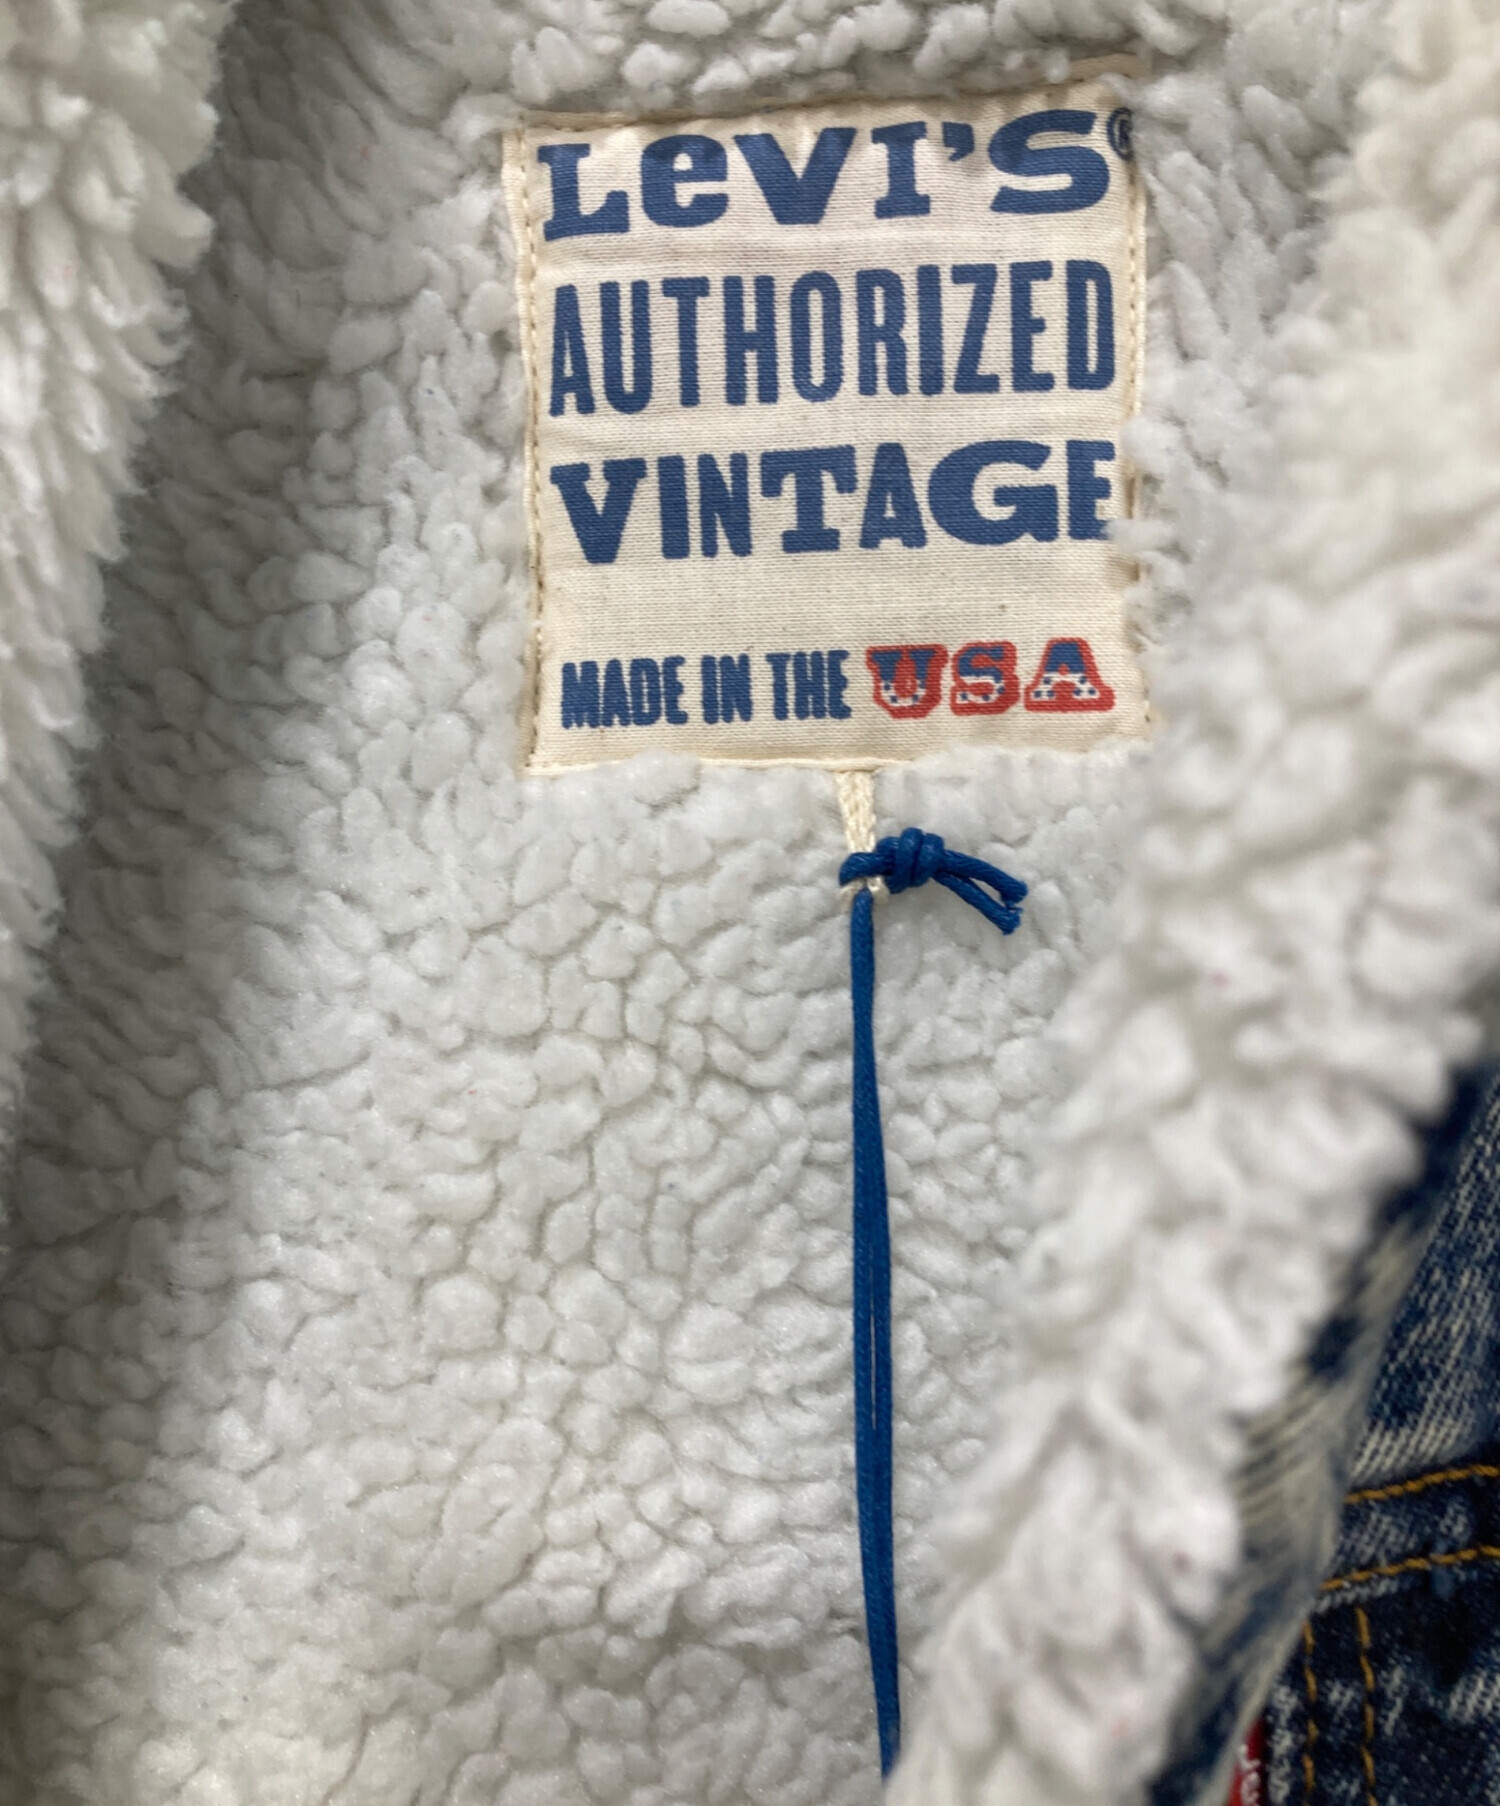 LeVI'S®
AUTHORIZED
VINTAGE
MADE IN THE USA